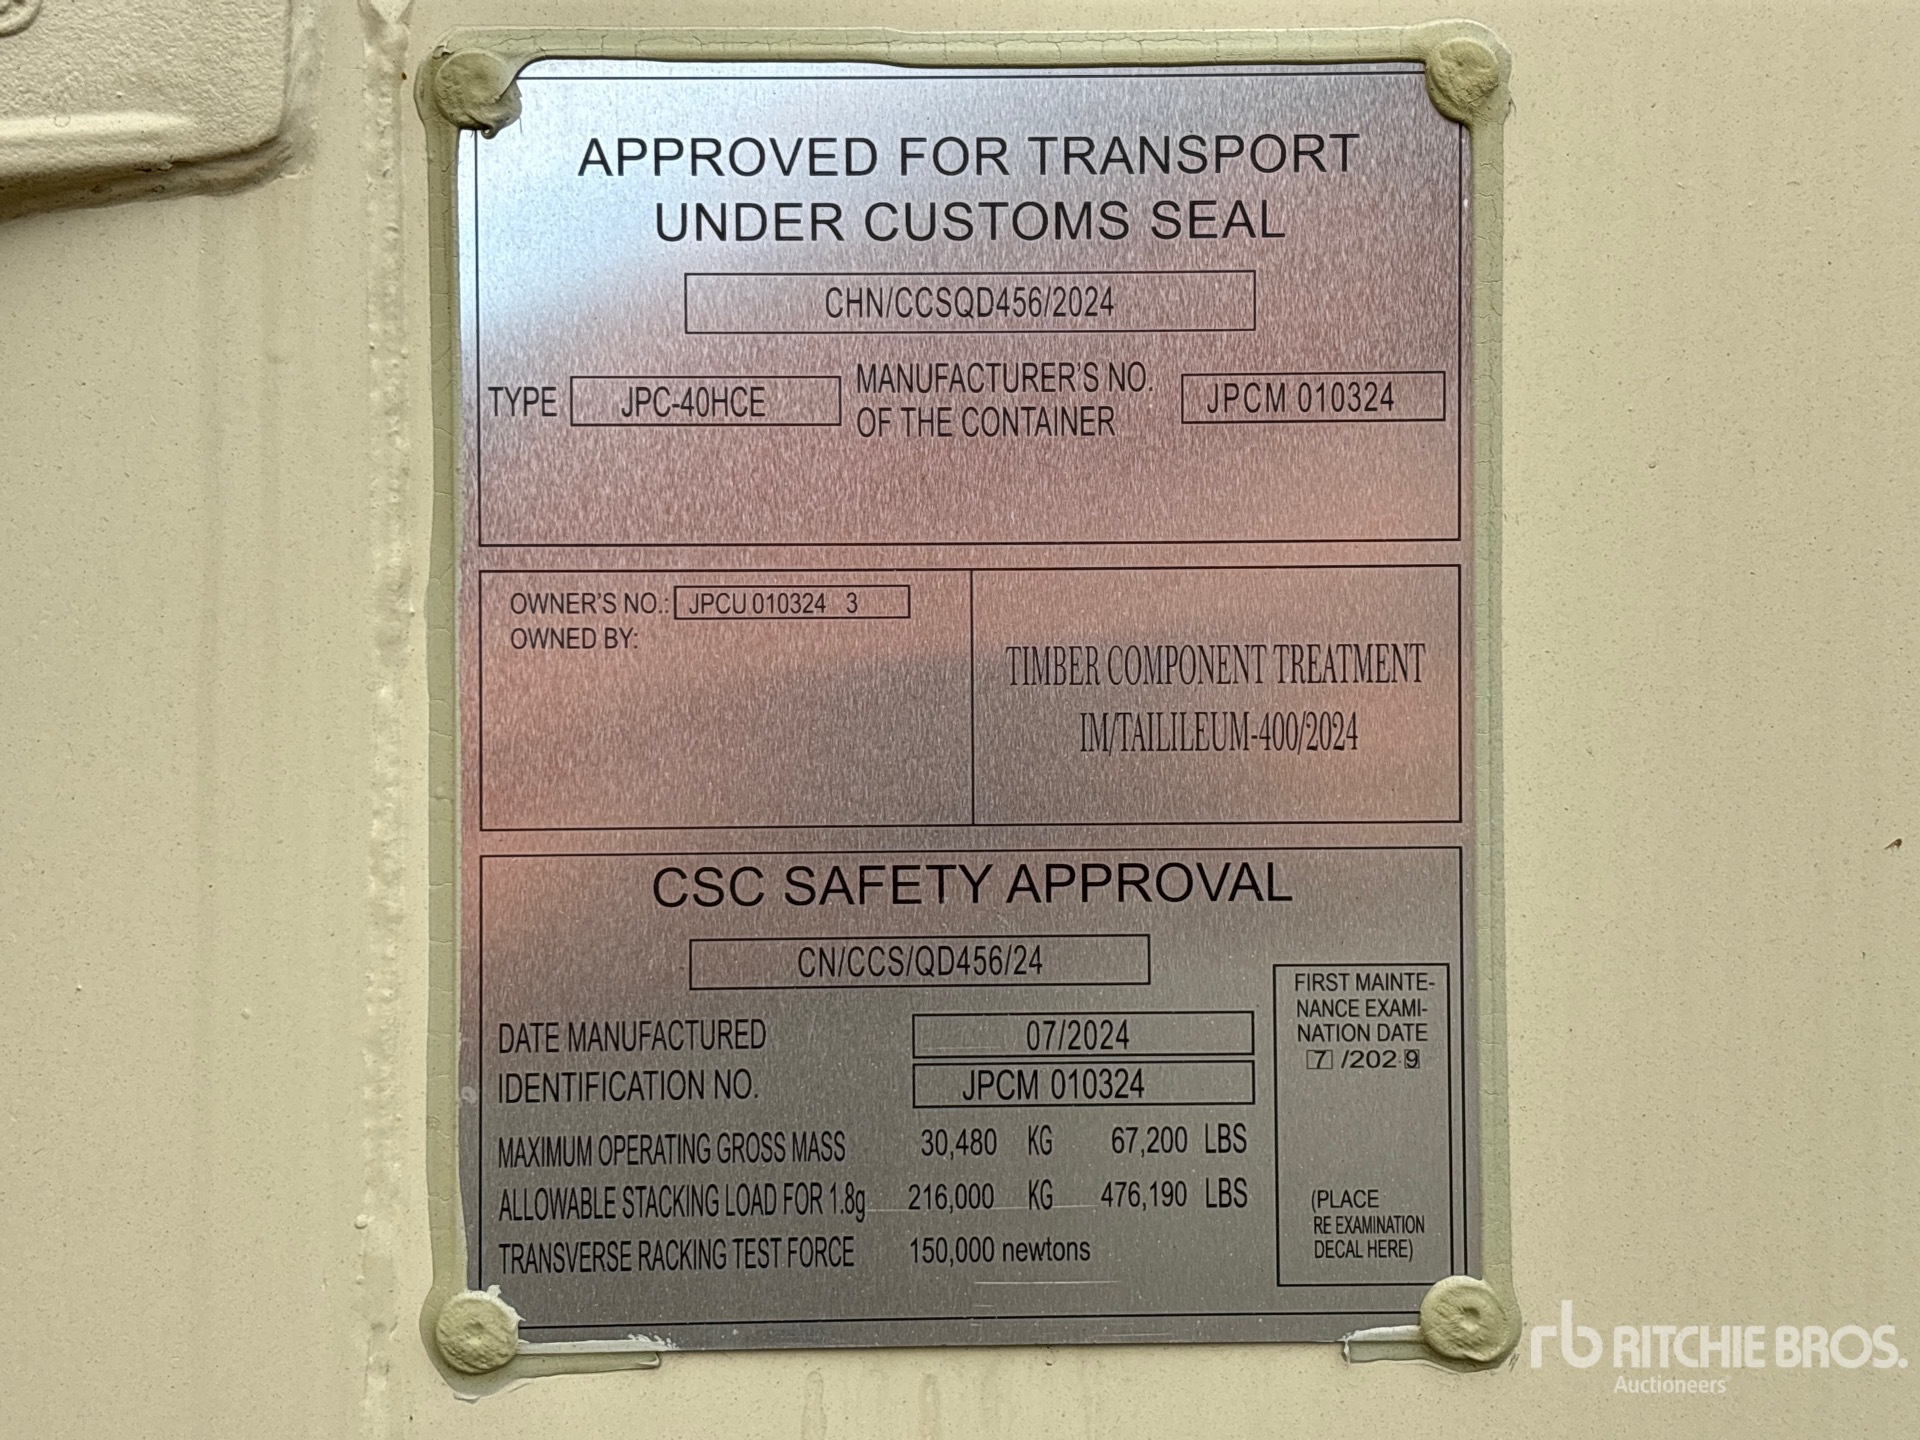 APPROVED FOR TRANSPORT
UNDER CUSTOMS SEAL
CHN/CCSQD456/2024
TYPE JPC-40HCE MANUFACTURER'S NO. OF THE CONTAINER JPCM 010324
OWNER'S NO.: JPCU 010324 3
OWNED BY:
TIMBER COMPONENT TREATMENT
IM/TAILILEUM-400/2024
CSC SAFETY APPROVAL
CN/CCS/QD456/24
DATE MANUFACTURED 07/2024
IDENTIFICATION NO. JPCM 010324
MAXIMUM OPERATING GROSS MASS 30,480 KG 67,200 LBS
ALLOWABLE STACKING LOAD FOR 1.8g 216,000 KG 476,190 LBS
TRANSVERSE RACKING TEST FORCE 150,000 newtons
FIRST MAINTE-
NANCE EXAMI-
NATION DATE
7 /202 9
(PLACE
RE EXAMINATION
DECAL HERE)
rb RITCHIE BROS.
Auctioneers